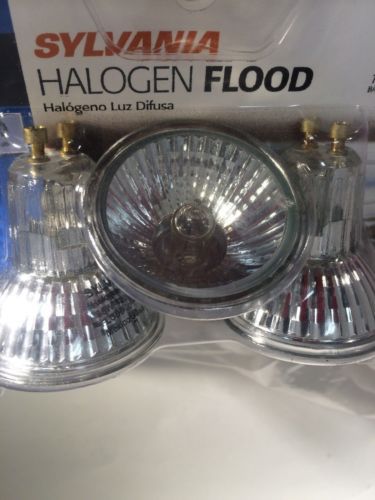 SYLVANIA
HALOGEN FLOOD
Halógeno Luz Difusa